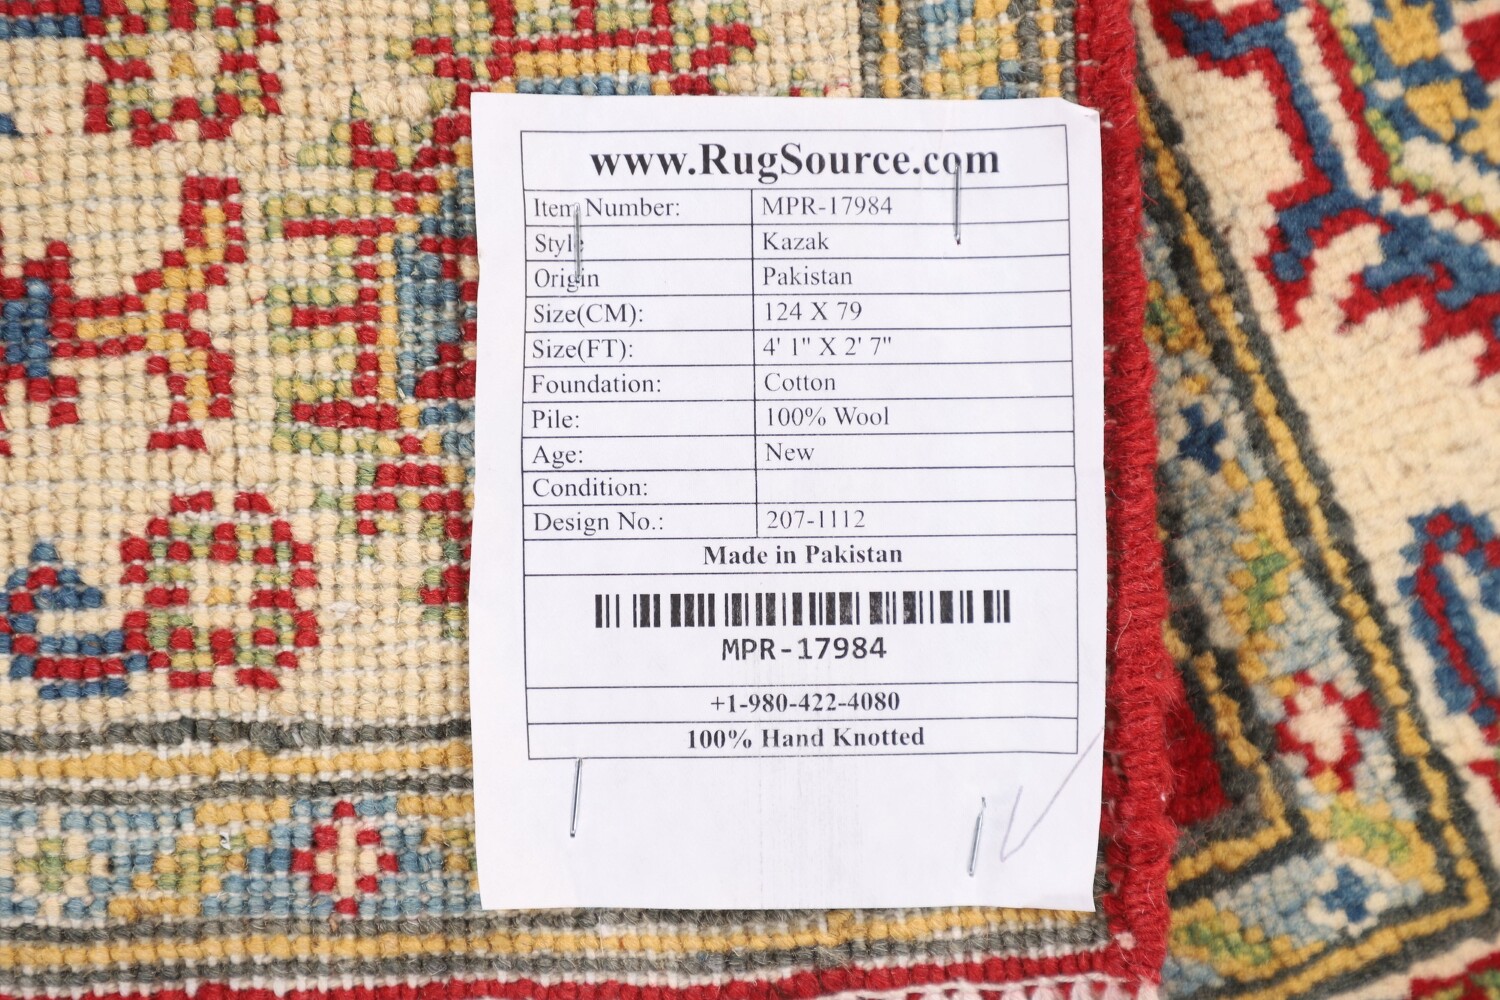 www.RugSource.com
Item Number: MPR-17984
Style Kazak
Origin Pakistan
Size(CM): 124 X 79
Size(FT): 4' 1" X 2' 7"
Foundation: Cotton
Pile: 100% Wool
Age: New
Condition:
Design No.: 207-1112
Made in Pakistan
MPR-17984
+1-980-422-4080
100% Hand Knotted